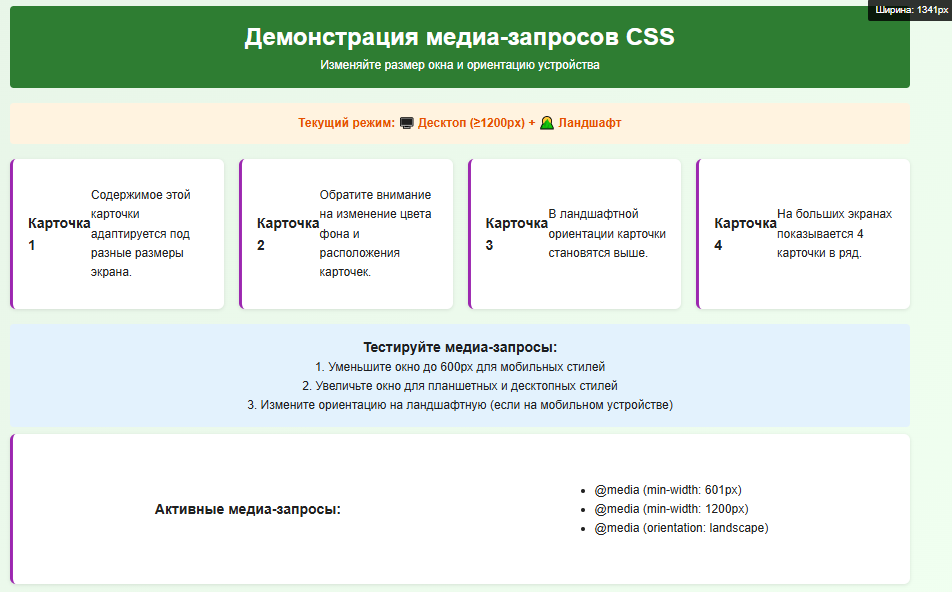 Ширина: 1341px
Демонстрация медиа-запросов CSS
Изменяйте размер окна и ориентацию устройства
Текущий режим: 🖥️ Десктоп (≥1200px) + 🏞️ Ландшафт
Карточка
1
Содержимое этой
карточки
адаптируется под
разные размеры
экрана.
Карточка
2
Обратите внимание
на изменение цвета
фона и
расположения
карточек.
Карточка
3
В ландшафтной
ориентации карточки
становятся выше.
Карточка
4
На больших экранах
показывается 4
карточки в ряд.
Тестируйте медиа-запросы:
1. Уменьшите окно до 600px для мобильных стилей
2. Увеличьте окно для планшетных и десктопных стилей
3. Измените ориентацию на ландшафтную (если на мобильном устройстве)
Активные медиа-запросы:
• @media (min-width: 601px)
• @media (min-width: 1200px)
• @media (orientation: landscape)